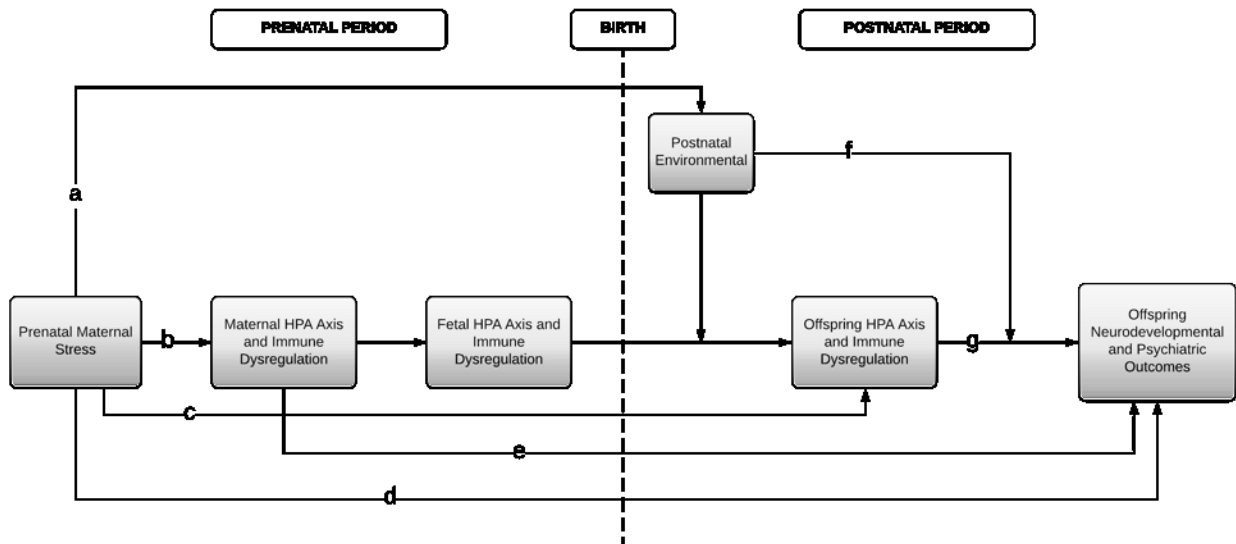 PRENATAL PERIOD
BIRTH
POSTNATAL PERIOD
Postnatal
Environmental
f
a
Prenatal Maternal
Stress
b
Maternal HPA Axis
and Immune
Dysregulation
Fetal HPA Axis and
Immune
Dysregulation
Offspring HPA Axis
and Immune
Dysregulation
g
Offspring
Neurodevelopmental
and Psychiatric
Outcomes
c
e
d